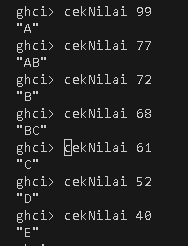 ghci> cekNilai 99
"A"
ghci> cekNilai 77
"AB"
ghci> cekNilai 72
"B"
ghci> cekNilai 68
"BC"
ghci> cekNilai 61
"C"
ghci> cekNilai 52
"D"
ghci> cekNilai 40
"E"